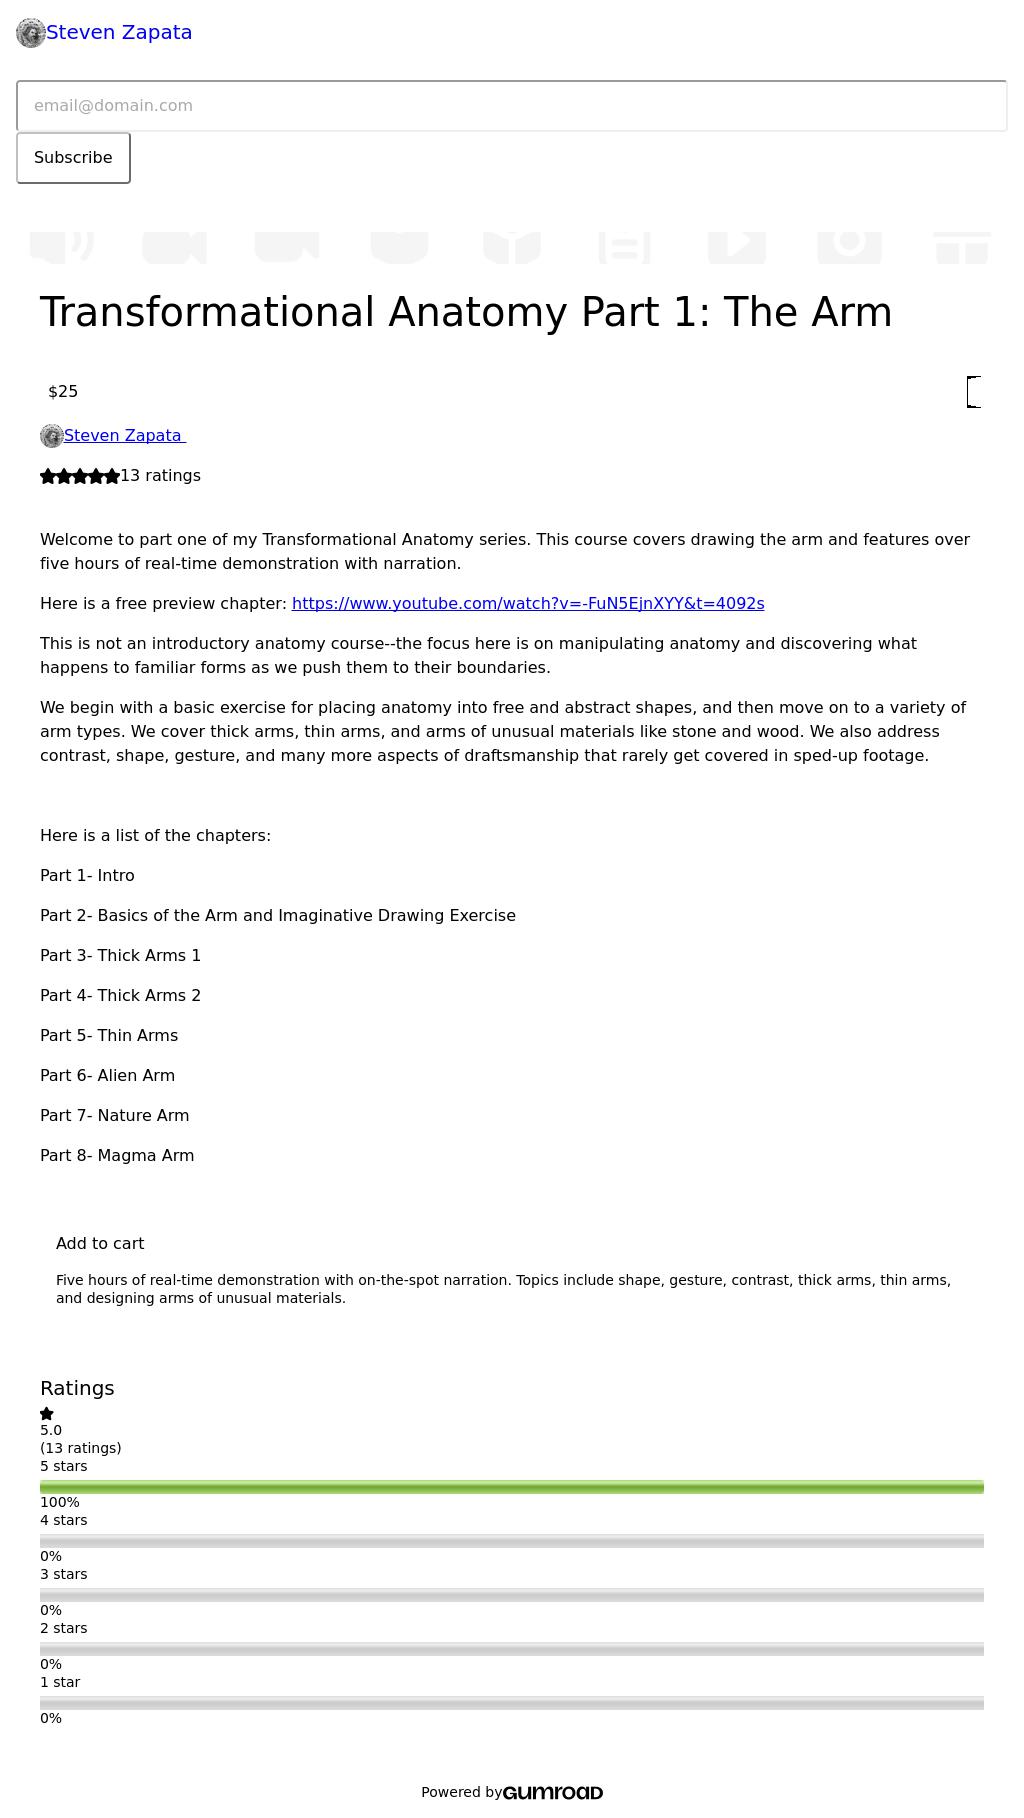 Steven Zapata
email@domain.com
Subscribe
Transformational Anatomy Part 1: The Arm
$25
Steven Zapata
13 ratings
Welcome to part one of my Transformational Anatomy series. This course covers drawing the arm and features over
five hours of real-time demonstration with narration.
Here is a free preview chapter: https://www.youtube.com/watch?v=-FuN5EjnXYY&t=4092s
This is not an introductory anatomy course--the focus here is on manipulating anatomy and discovering what
happens to familiar forms as we push them to their boundaries.
We begin with a basic exercise for placing anatomy into free and abstract shapes, and then move on to a variety of
arm types. We cover thick arms, thin arms, and arms of unusual materials like stone and wood. We also address
contrast, shape, gesture, and many more aspects of draftsmanship that rarely get covered in sped-up footage.
Here is a list of the chapters:
Part 1- Intro
Part 2- Basics of the Arm and Imaginative Drawing Exercise
Part 3- Thick Arms 1
Part 4- Thick Arms 2
Part 5- Thin Arms
Part 6- Alien Arm
Part 7- Nature Arm
Part 8- Magma Arm
Add to cart
Five hours of real-time demonstration with on-the-spot narration. Topics include shape, gesture, contrast, thick arms, thin arms,
and designing arms of unusual materials.
Ratings
5.0
(13 ratings)
5 stars
100%
4 stars
0%
3 stars
0%
2 stars
0%
1 star
0%
Powered by GUMROAD